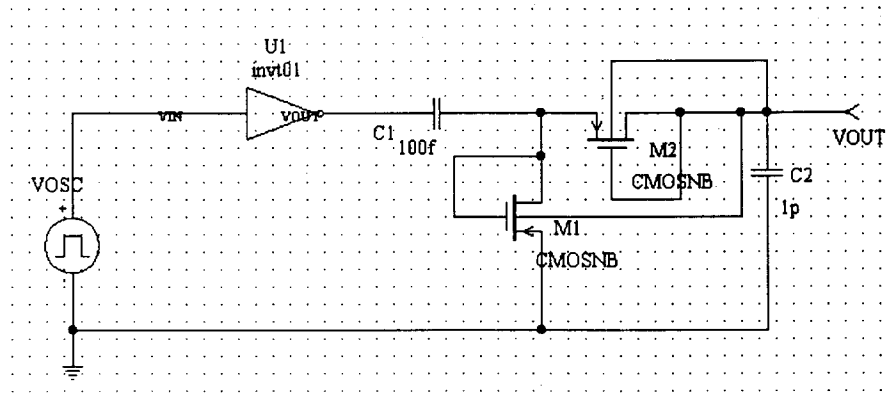 U1
invt01
VIN
VOUT
C1
100f
VOUT
M2
CMOSNB
C2
1p
VOSC
+
M1
CMOSNB